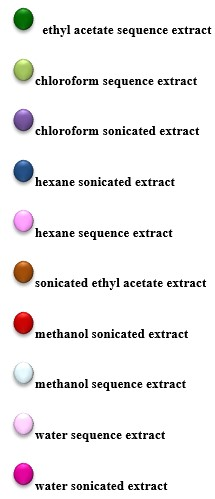 ethyl acetate sequence extract
chloroform sequence extract
chloroform sonicated extract
hexane sonicated extract
hexane sequence extract
sonicated ethyl acetate extract
methanol sonicated extract
methanol sequence extract
water sequence extract
water sonicated extract